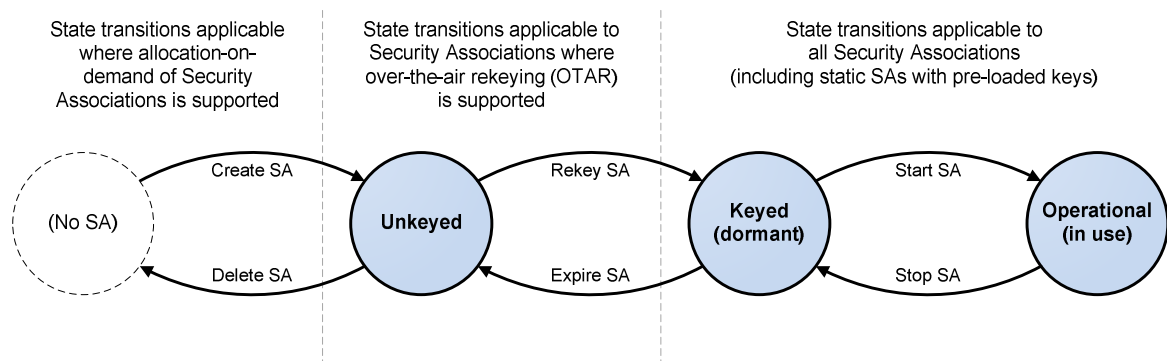 State transitions applicable
where allocation-on-
demand of Security
Associations is supported
State transitions applicable to
Security Associations where
over-the-air rekeying (OTAR)
is supported
State transitions applicable to
all Security Associations
(including static SAs with pre-loaded keys)
Create SA
Rekey SA
Start SA
(No SA)
Unkeyed
Keyed
(dormant)
Operational
(in use)
Delete SA
Expire SA
Stop SA